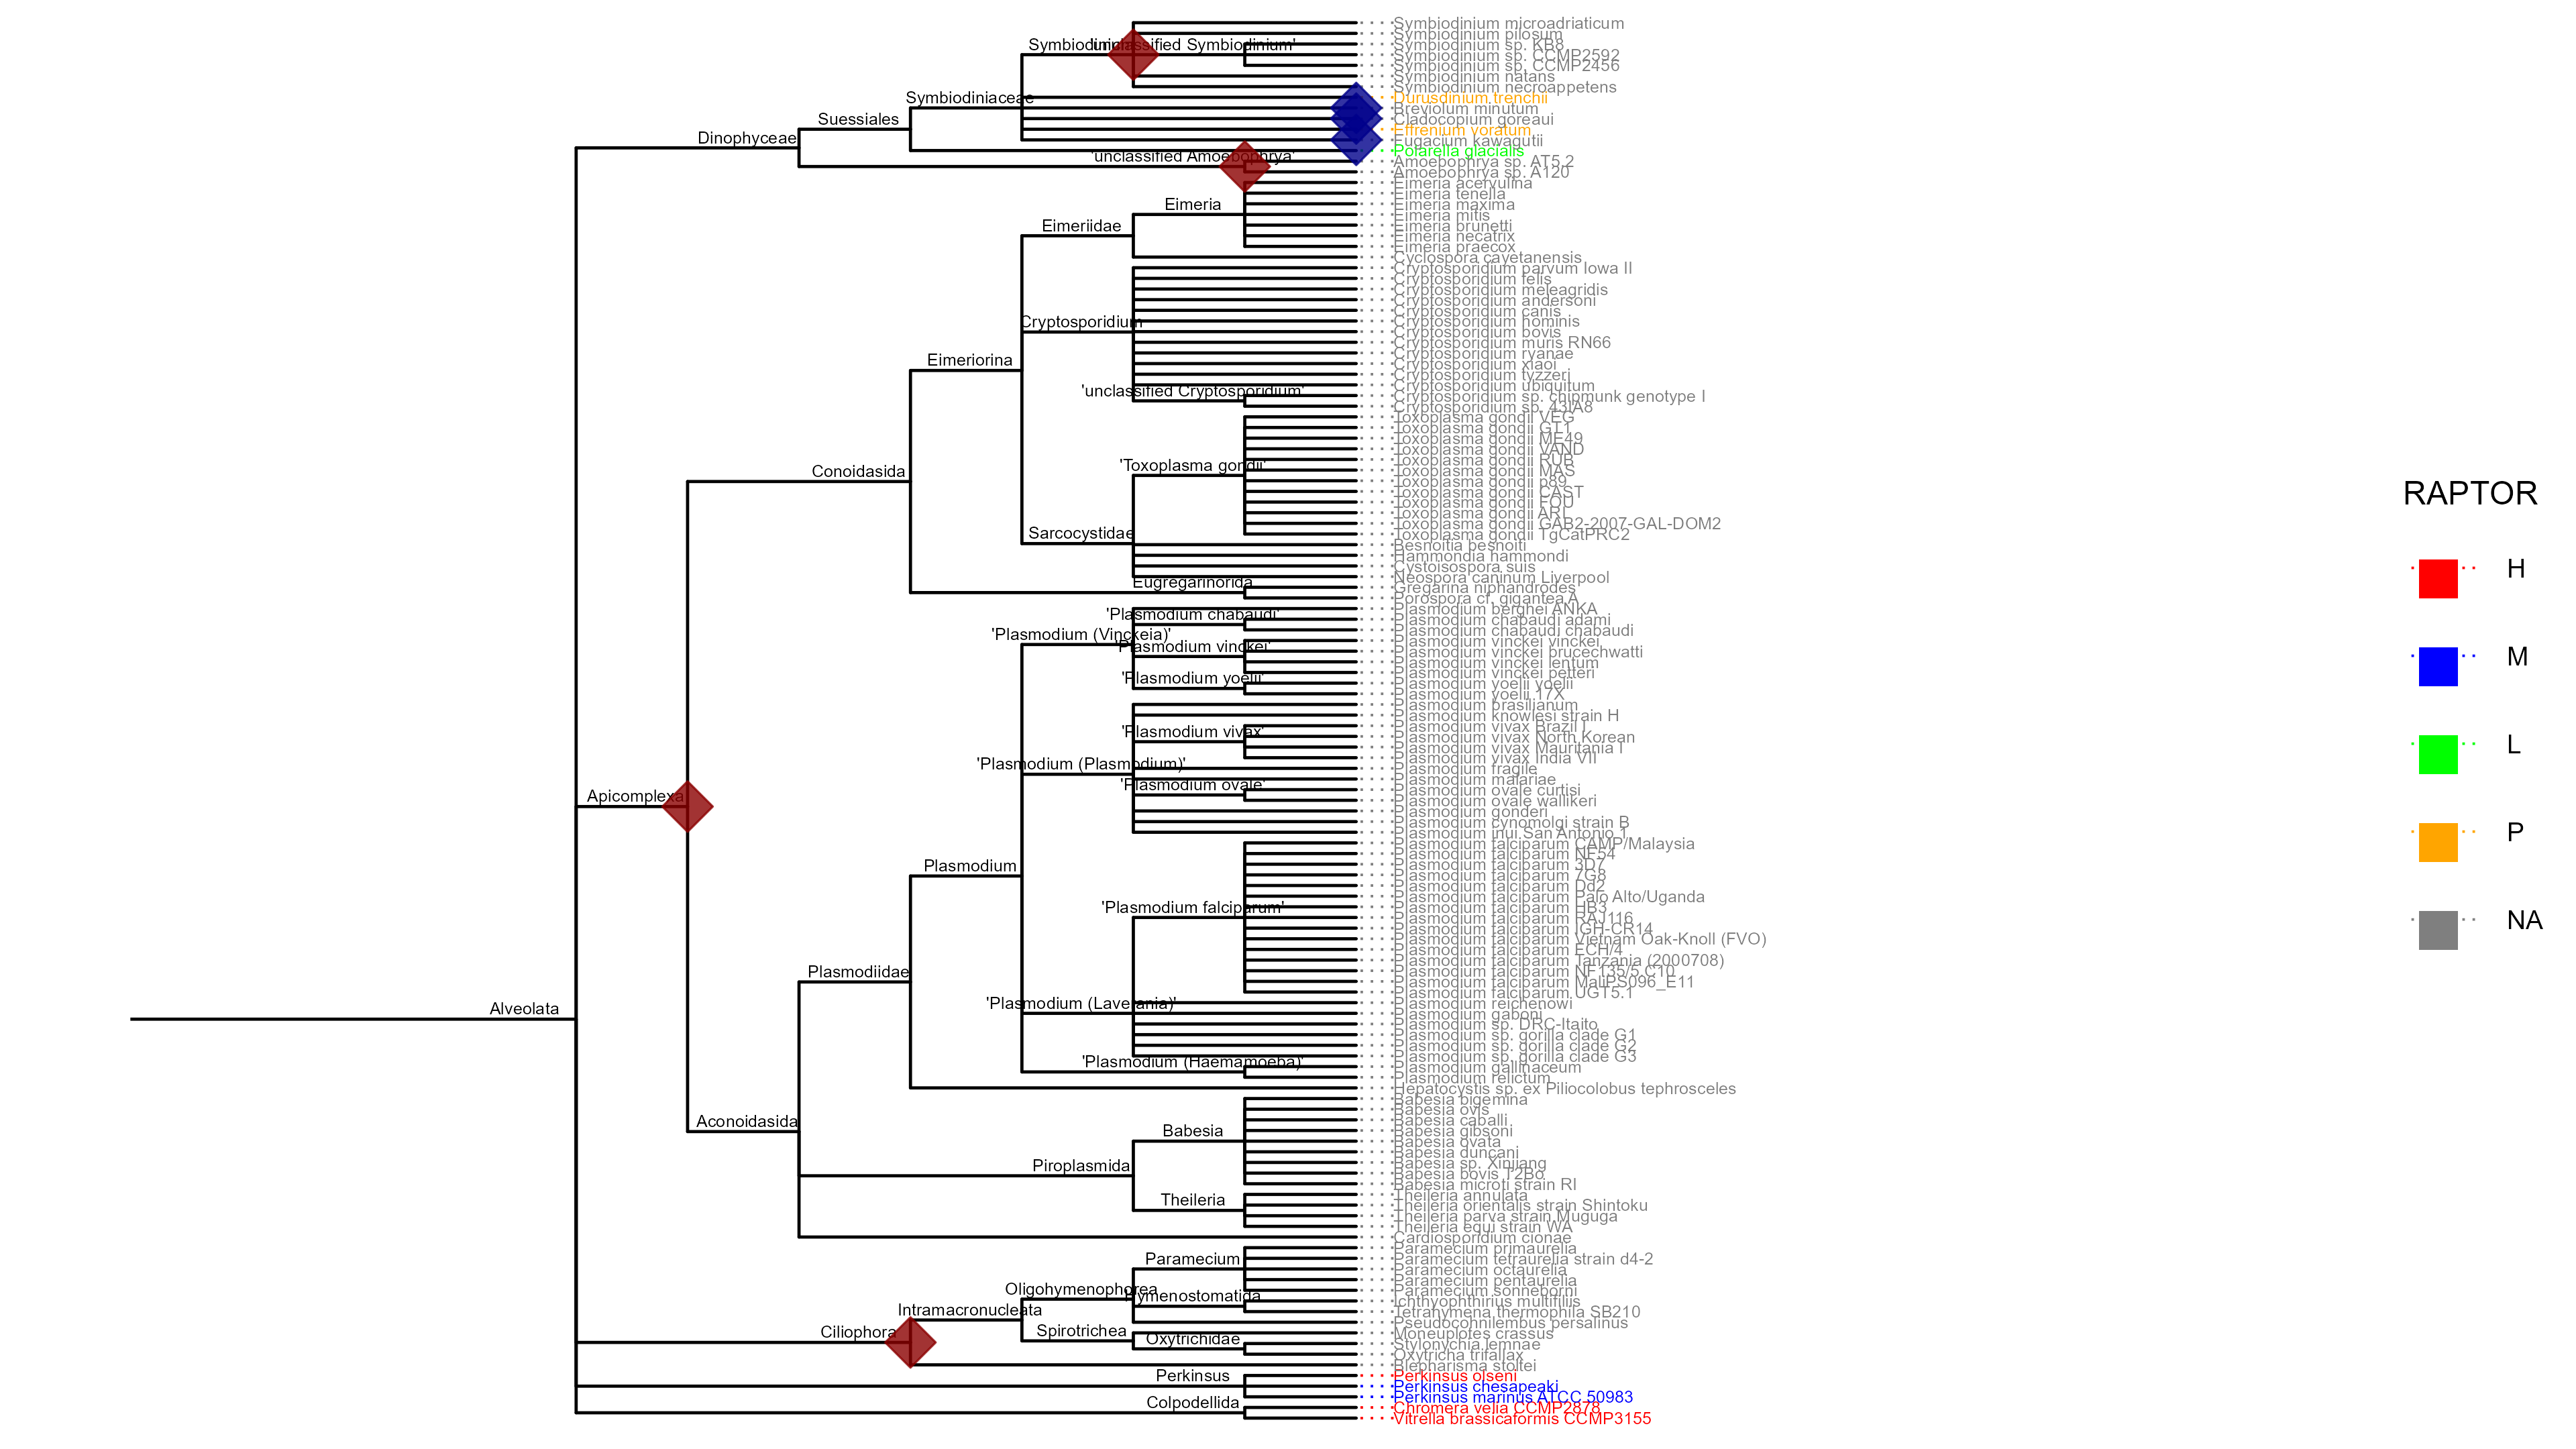 Symbiodinium microadriaticum
Symbiodinium pilosum
Symbiodinium sp. KB8
Symbiodinium sp. CCMP2592
Symbiodinium sp. CCMP2456
Symbiodinium natans
Symbiodinium necroappetens
Durusdinium trenchii
Breviolum minutum
Cladocopium goreaui
Effrenium voratum
Fugacium kawagutii
Polarella glacialis
Amoebophrya sp. AT5.2
Amoebophrya sp. A120
Eimeria acervulina
Eimeria tenella
Eimeria maxima
Eimeria mitis
Eimeria brunetti
Eimeria necatrix
Eimeria praecox
Cyclospora cayetanensis
Cryptosporidium parvum Iowa II
Cryptosporidium felis
Cryptosporidium meleagridis
Cryptosporidium andersoni
Cryptosporidium canis
Cryptosporidium hominis
Cryptosporidium bovis
Cryptosporidium muris RN66
Cryptosporidium ryanae
Cryptosporidium xiaoi
Cryptosporidium tyzzeri
Cryptosporidium ubiquitum
Cryptosporidium sp. chipmunk genotype I
Cryptosporidium sp. 43IA8
Toxoplasma gondii VEG
Toxoplasma gondii GT1
Toxoplasma gondii ME49
Toxoplasma gondii VAND
Toxoplasma gondii RUB
Toxoplasma gondii MAS
Toxoplasma gondii p89
Toxoplasma gondii CAST
Toxoplasma gondii FOU
Toxoplasma gondii ARI
Toxoplasma gondii GAB2-2007-GAL-DOM2
Toxoplasma gondii TgCatPRC2
Besnoitia besnoiti
Hammondia hammondi
Cystoisospora suis
Neospora caninum Liverpool
Gregarina niphandrodes
Porospora cf. gigantea A
Plasmodium berghei ANKA
Plasmodium chabaudi adami
Plasmodium chabaudi chabaudi
Plasmodium vinckei vinckei
Plasmodium vinckei brucechwatti
Plasmodium vinckei lentum
Plasmodium vinckei petteri
Plasmodium yoelii yoelii
Plasmodium yoelii 17X
Plasmodium brasilianum
Plasmodium knowlesi strain H
Plasmodium vivax Brazil I
Plasmodium vivax North Korean
Plasmodium vivax Mauritania I
Plasmodium vivax India VII
Plasmodium fragile
Plasmodium malariae
Plasmodium ovale curtisi
Plasmodium ovale wallikeri
Plasmodium gonderi
Plasmodium cynomolgi strain B
Plasmodium inui San Antonio 1
Plasmodium falciparum CAMP/Malaysia
Plasmodium falciparum NF54
Plasmodium falciparum 3D7
Plasmodium falciparum 7G8
Plasmodium falciparum Dd2
Plasmodium falciparum Palo Alto/Uganda
Plasmodium falciparum HB3
Plasmodium falciparum RAJ116
Plasmodium falciparum IGH-CR14
Plasmodium falciparum Vietnam Oak-Knoll (FVO)
Plasmodium falciparum ECH/4
Plasmodium falciparum Tanzania (2000708)
Plasmodium falciparum NF135/5.C10
Plasmodium falciparum MaliPS096_E11
Plasmodium falciparum UGT5.1
Plasmodium reichenowi
Plasmodium gaboni
Plasmodium sp. DRC-Itaito
Plasmodium sp. gorilla clade G1
Plasmodium sp. gorilla clade G2
Plasmodium sp. gorilla clade G3
Plasmodium gallinaceum
Plasmodium relictum
Hepatocystis sp. ex Piliocolobus tephrosceles
Babesia bigemina
Babesia ovis
Babesia caballi
Babesia gibsoni
Babesia ovata
Babesia duncani
Babesia sp. Xinjiang
Babesia bovis T2Bo
Babesia microti strain RI
Theileria annulata
Theileria orientalis strain Shintoku
Theileria parva strain Muguga
Theileria equi strain WA
Cardiosporidium cionae
Paramecium primaurelia
Paramecium tetraurelia strain d4-2
Paramecium octaurelia
Paramecium pentaurelia
Paramecium sonneborni
Ichthyophthirius multifiliis
Tetrahymena thermophila SB210
Pseudocohnilembus persalinus
Moneuplotes crassus
Stylonychia lemnae
Oxytricha trifallax
Blepharisma stoltei
Perkinsus olseni
Perkinsus chesapeaki
Perkinsus marinus ATCC 50983
Chromera velia CCMP2878
Vitrella brassicaformis CCMP3155
'unclassified Symbiodinium'
Symbiodiniaceae
Suessiales
Dinophyceae
'unclassified Amoebophrya'
Eimeria
Eimeriidae
Cryptosporidium
Eimeriorina
'unclassified Cryptosporidium'
'Toxoplasma gondii'
Conoidasida
Sarcocystidae
Eugregarinorida
'Plasmodium chabaudi'
'Plasmodium (Vinckeia)'
'Plasmodium vinckei'
'Plasmodium yoelii'
'Plasmodium vivax'
'Plasmodium (Plasmodium)'
'Plasmodium ovale'
Apicomplexa
Plasmodium
'Plasmodium falciparum'
Plasmodiidae
'Plasmodium (Laverania)'
Alveolata
'Plasmodium (Haemamoeba)'
Aconoidasida
Babesia
Piroplasmida
Theileria
Paramecium
Oligohymenophorea
Hymenostomatida
Intramacronucleata
Spirotrichea
Ciliophora
Oxytrichidae
Perkinsus
Colpodellida
RAPTOR
H
M
L
P
NA